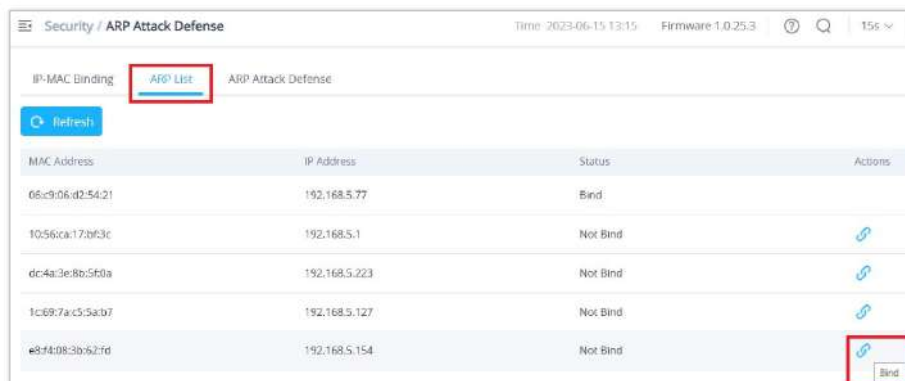 Security / ARP Attack Defense Time 2023-06-15 13:15 Firmware 1.0.25.3 15s
IP-MAC Binding ARP List ARP Attack Defense
Refresh
MAC Address IP Address Status Actions
06:c9:06:d2:54:21 192.168.5.77 Bind
10:56:ca:17:bf:3c 192.168.5.1 Not Bind
dc:4a:3e:8b:5f:0a 192.168.5.223 Not Bind
1c:69:7a:c5:5a:b7 192.168.5.127 Not Bind
e8:f4:08:3b:62:fd 192.168.5.154 Not Bind
Bind